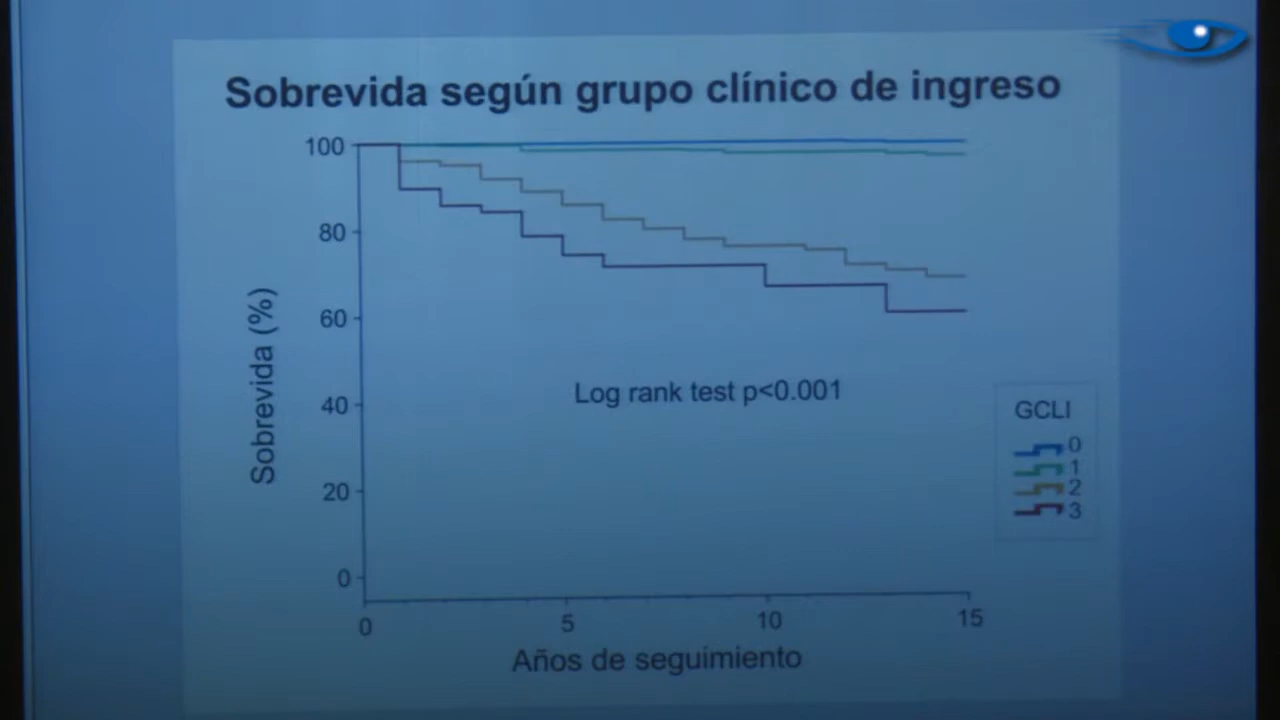 Sobrevida según grupo clínico de ingreso
100
80
60
40
20
0
Sobrevida (%)
Log rank test p<0.001
GCLI
0
1
2
3
0 5 10 15
Años de seguimiento